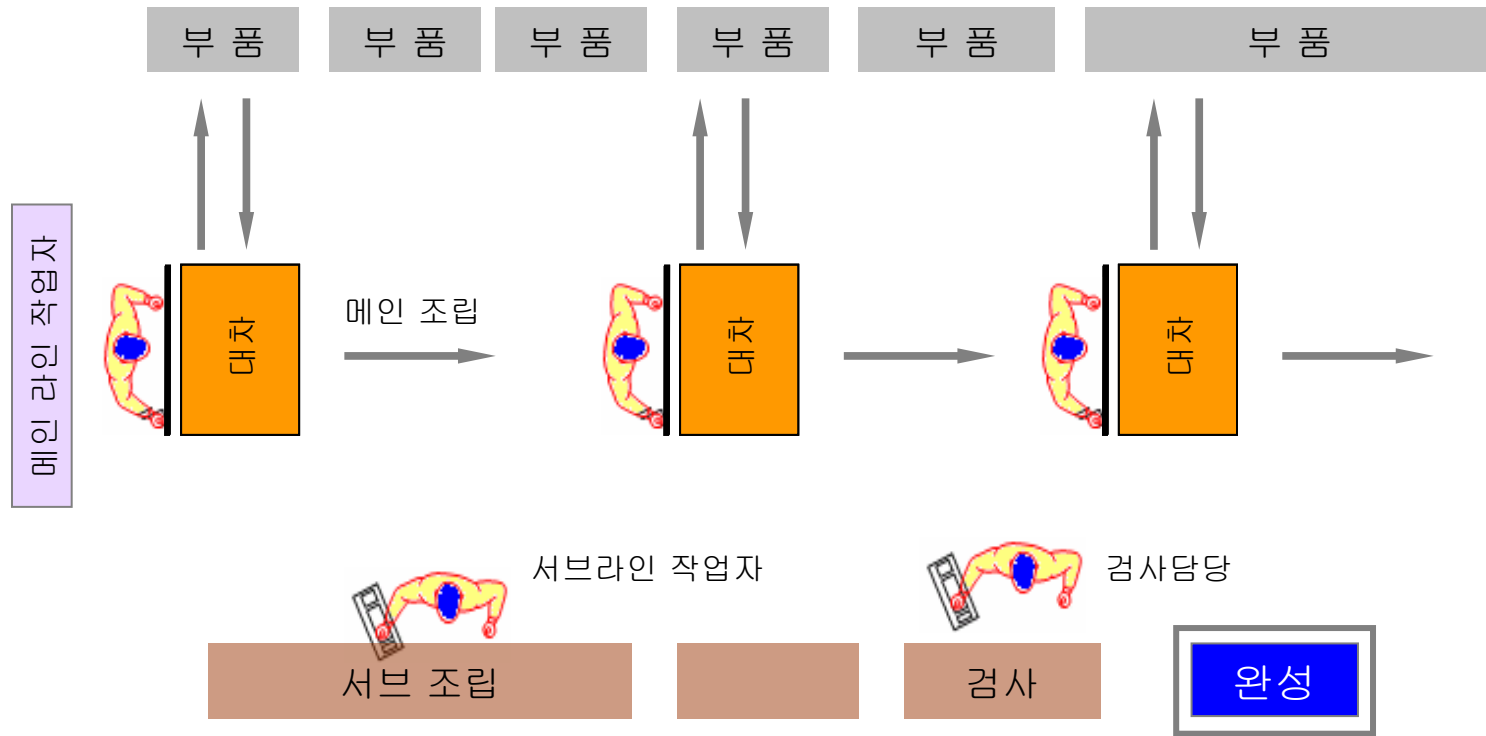 부 품
부 품
부 품
부 품
부 품
부 품
메인 라인 작업자
대차
메인 조립
대차
대차
서브라인 작업자
검사담당
서브 조립
검사
완성